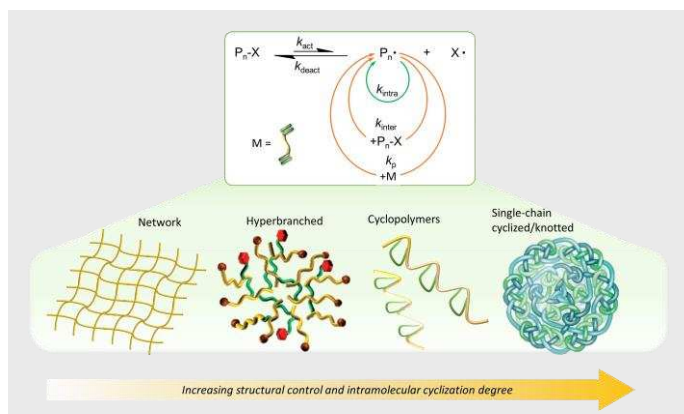 Pn-X
kact
kdeact
Pn•
+
X•
kintra
kinter
+Pn-X
kp
+M
M =
Network
Hyperbranched
Cyclopolymers
Single-chain
cyclized/knotted
Increasing structural control and intramolecular cyclization degree